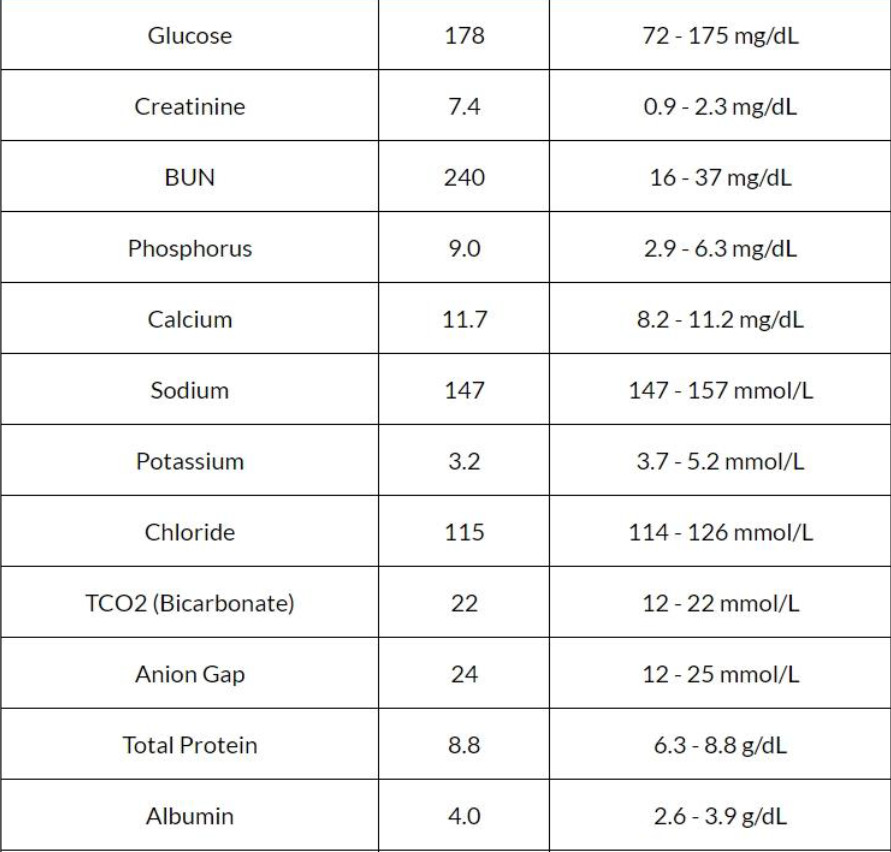 Glucose 178 72 - 175 mg/dL
Creatinine 7.4 0.9 - 2.3 mg/dL
BUN 240 16 - 37 mg/dL
Phosphorus 9.0 2.9 - 6.3 mg/dL
Calcium 11.7 8.2 - 11.2 mg/dL
Sodium 147 147 - 157 mmol/L
Potassium 3.2 3.7 - 5.2 mmol/L
Chloride 115 114 - 126 mmol/L
TCO2 (Bicarbonate) 22 12 - 22 mmol/L
Anion Gap 24 12 - 25 mmol/L
Total Protein 8.8 6.3 - 8.8 g/dL
Albumin 4.0 2.6 - 3.9 g/dL